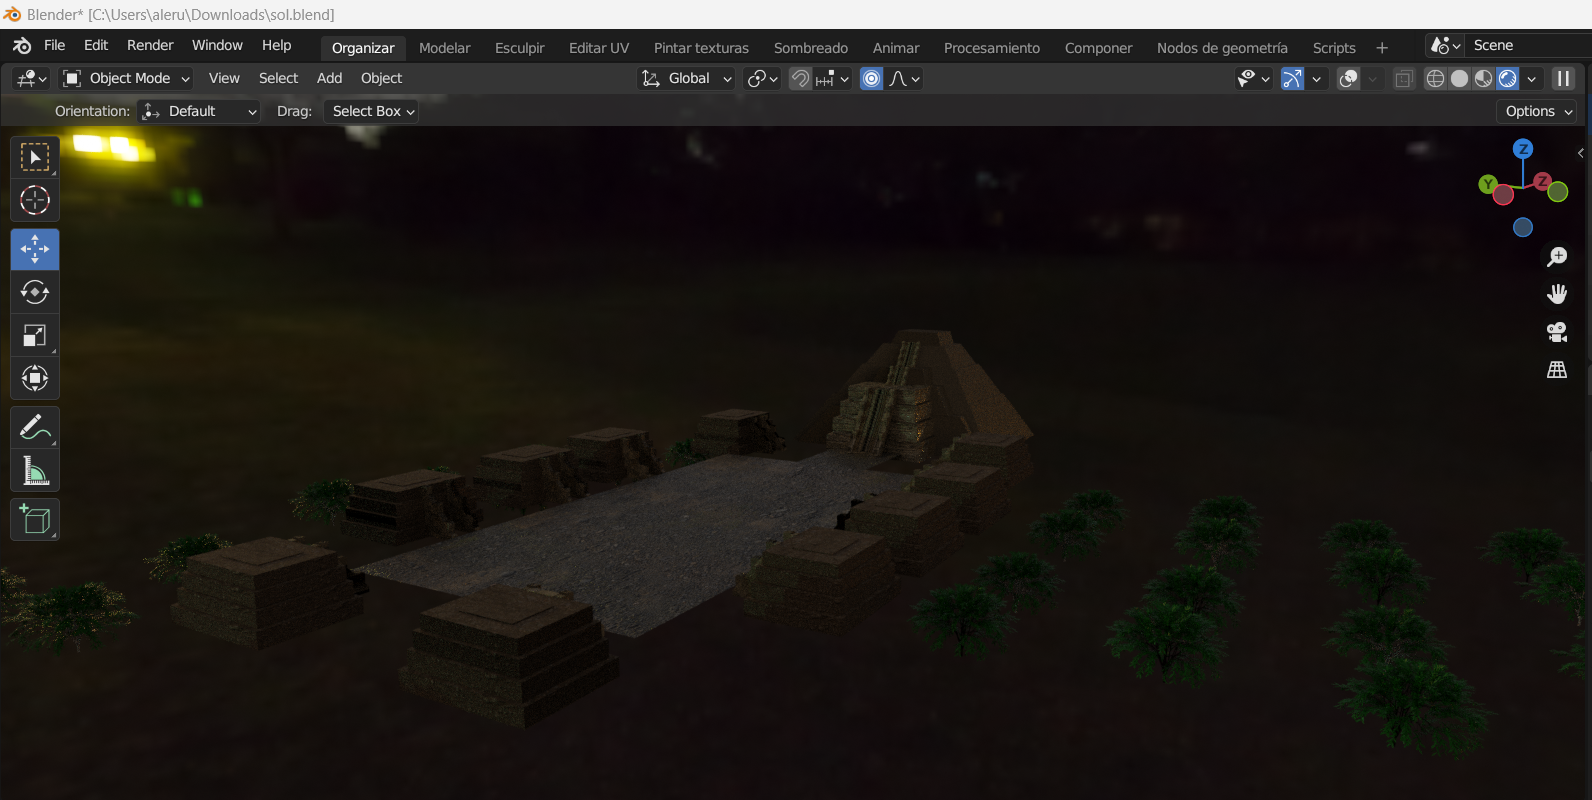 Blender* [C:\Users\aleru\Downloads\sol.blend]
File Edit Render Window Help Organizar Modelar Esculpir Editar UV Pintar texturas Sombreado Animar Procesamiento Componer Nodos de geometría Scripts + Scene
Object Mode View Select Add Object Global
Orientation: Default Drag: Select Box Options
Z
Y Z